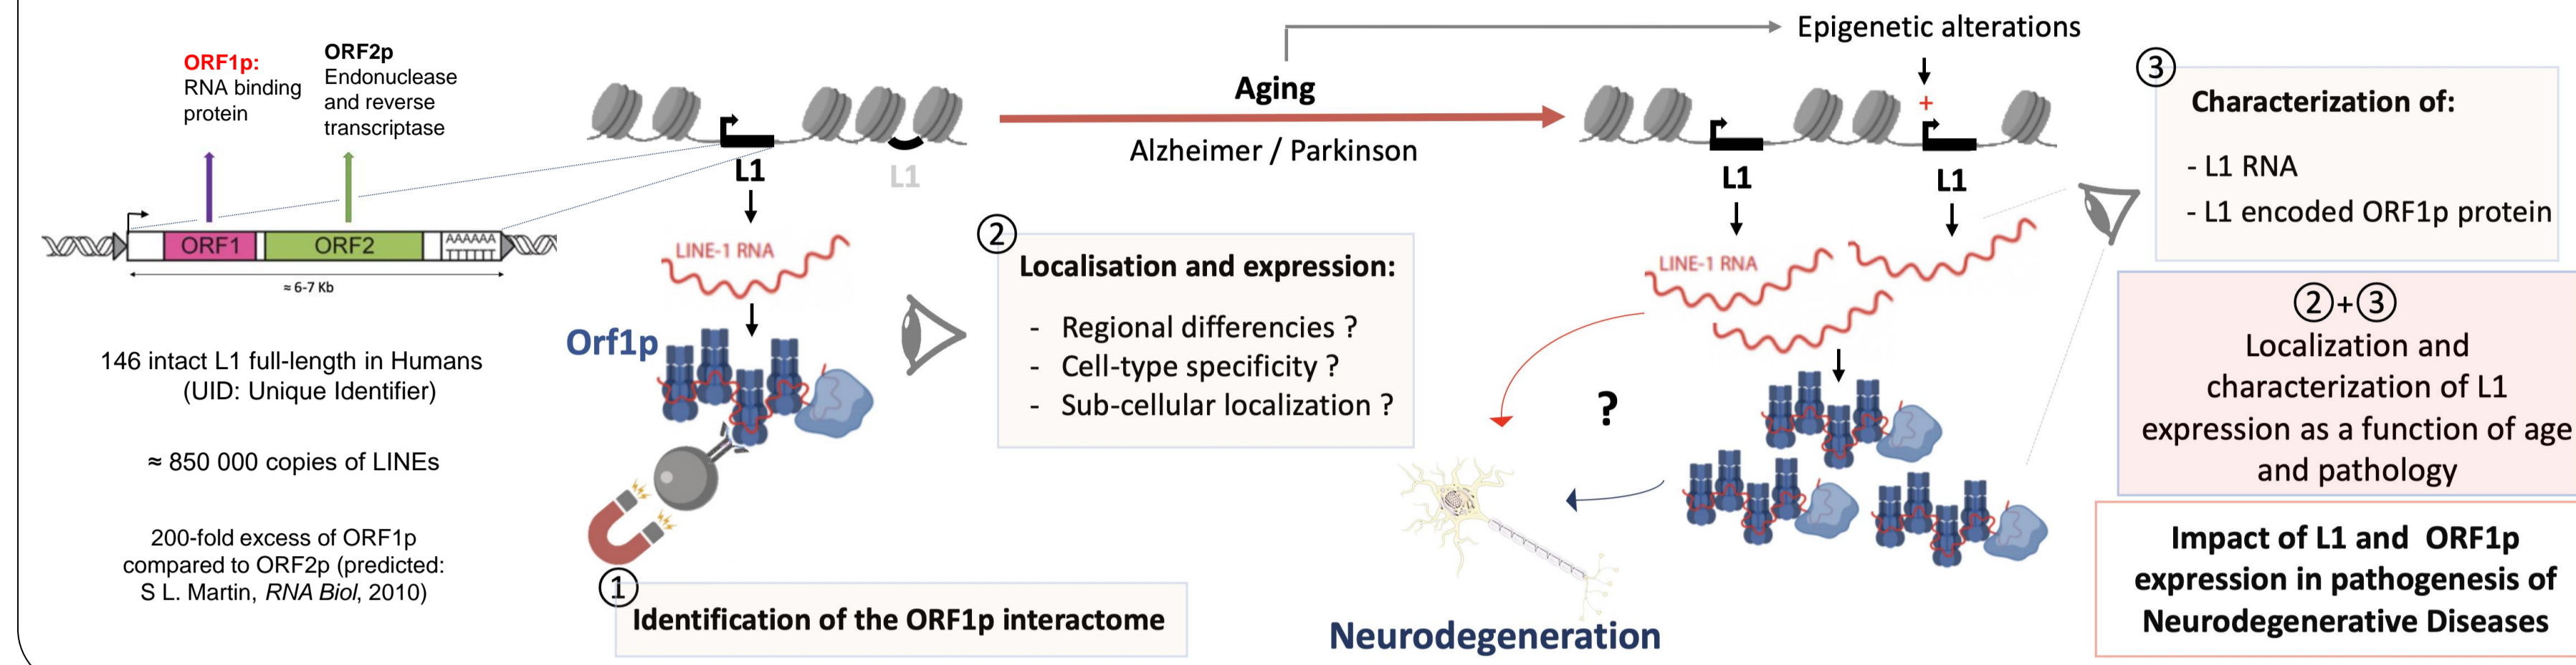 ORF1p:
RNA binding
protein
ORF2p
Endonuclease
and reverse
transcriptase
ORF1
ORF2
AAAAAA
TTTTTT
≈ 6-7 Kb
146 intact L1 full-length in Humans
(UID: Unique Identifier)
≈ 850 000 copies of LINEs
200-fold excess of ORF1p
compared to ORF2p (predicted:
S L. Martin, RNA Biol, 2010)
L1
L1
LINE-1 RNA
Orf1p
1
Identification of the ORF1p interactome
2
Localisation and expression:
- Regional differencies ?
- Cell-type specificity ?
- Sub-cellular localization ?
Aging
Alzheimer / Parkinson
Epigenetic alterations
+
L1
L1
LINE-1 RNA
?
Neurodegeneration
3
Characterization of:
- L1 RNA
- L1 encoded ORF1p protein
2+3
Localization and
characterization of L1
expression as a function of age
and pathology
Impact of L1 and ORF1p
expression in pathogenesis of
Neurodegenerative Diseases